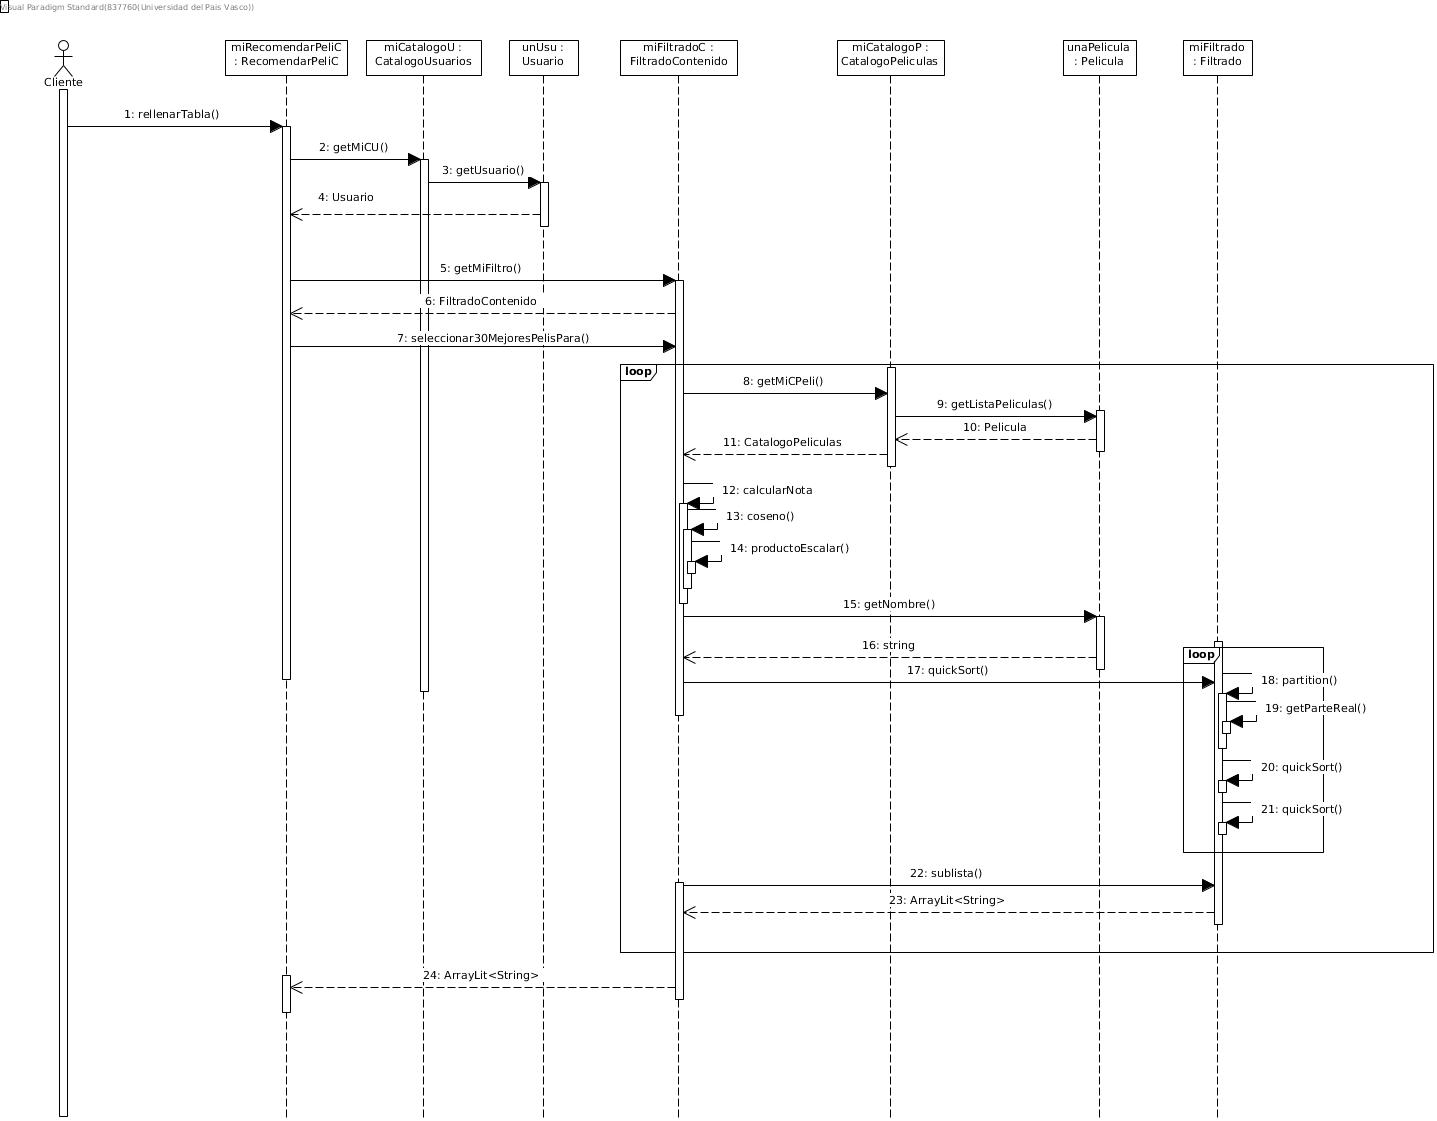 Visual Paradigm Standard(837760(Universidad del Pais Vasco))
Cliente
miRecomendarPeliC
: RecomendarPeliC
miCatalogoU :
CatalogoUsuarios
unUsu :
Usuario
miFiltradoC :
FiltradoContenido
miCatalogoP :
CatalogoPeliculas
unaPelicula
: Pelicula
miFiltrado
: Filtrado
1: rellenarTabla()
2: getMiCU()
3: getUsuario()
4: Usuario
5: getMiFiltro()
6: FiltradoContenido
7: seleccionar30MejoresPelisPara()
loop
8: getMiCPeli()
9: getListaPeliculas()
10: Pelicula
11: CatalogoPeliculas
12: calcularNota
13: coseno()
14: productoEscalar()
15: getNombre()
16: string
loop
17: quickSort()
18: partition()
19: getParteReal()
20: quickSort()
21: quickSort()
22: sublista()
23: ArrayLit<String>
24: ArrayLit<String>